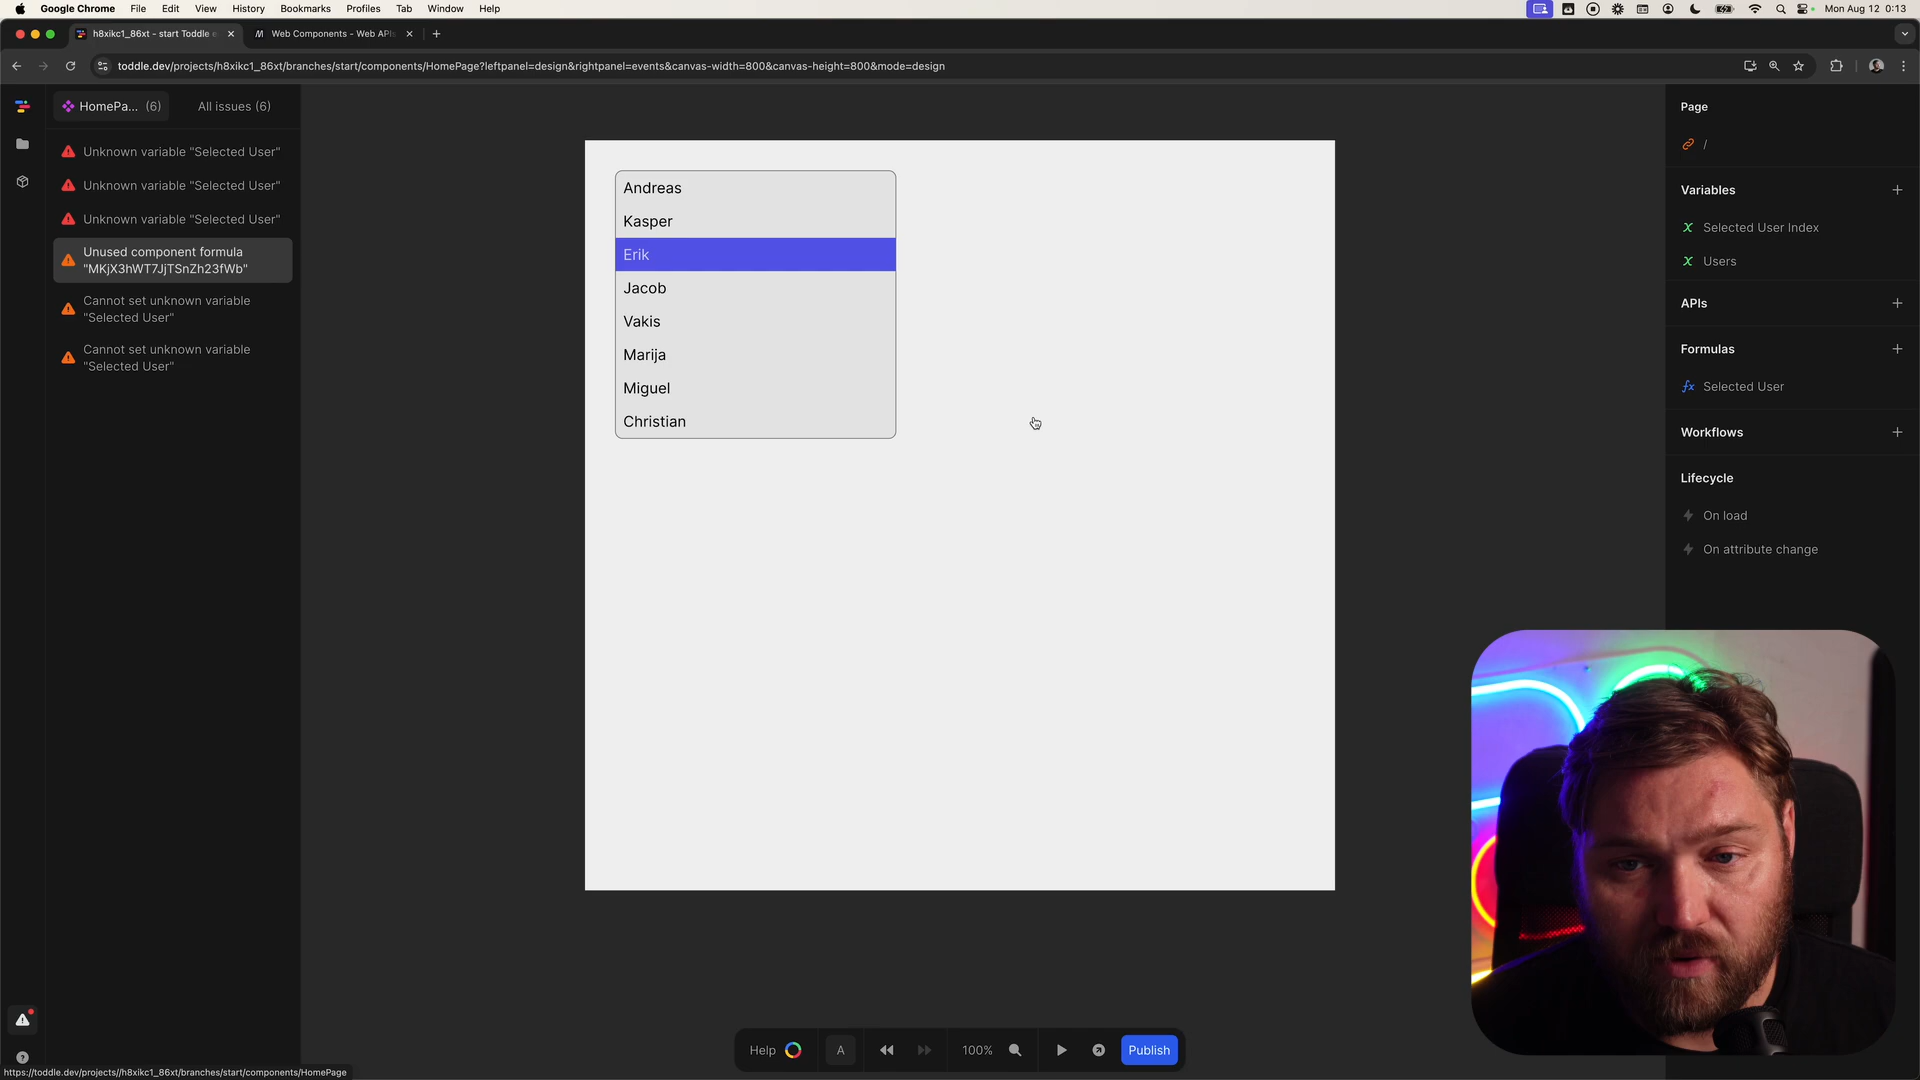 Google Chrome File Edit View History Bookmarks Profiles Tab Window Help Mon Aug 12 0:13
h8xikc1_86xt - start Toddle e
Web Components - Web APIs
toddle.dev/projects/h8xikc1_86xt/branches/start/components/HomePage?leftpanel=design&rightpanel=events&canvas-width=800&canvas-height=800&mode=design
HomePa... (6) All issues (6)
Unknown variable "Selected User"
Unknown variable "Selected User"
Unknown variable "Selected User"
Unused component formula
"MKjX3hWT7JjTSnZh23fWb"
Cannot set unknown variable
"Selected User"
Cannot set unknown variable
"Selected User"
Andreas
Kasper
Erik
Jacob
Vakis
Marija
Miguel
Christian
Page
/
Variables
Selected User Index
Users
APIs
Formulas
fx Selected User
Workflows
Lifecycle
On load
On attribute change
Help A 100% Publish
https://toddle.dev/projects//h8xikc1_86xt/branches/start/components/HomePage